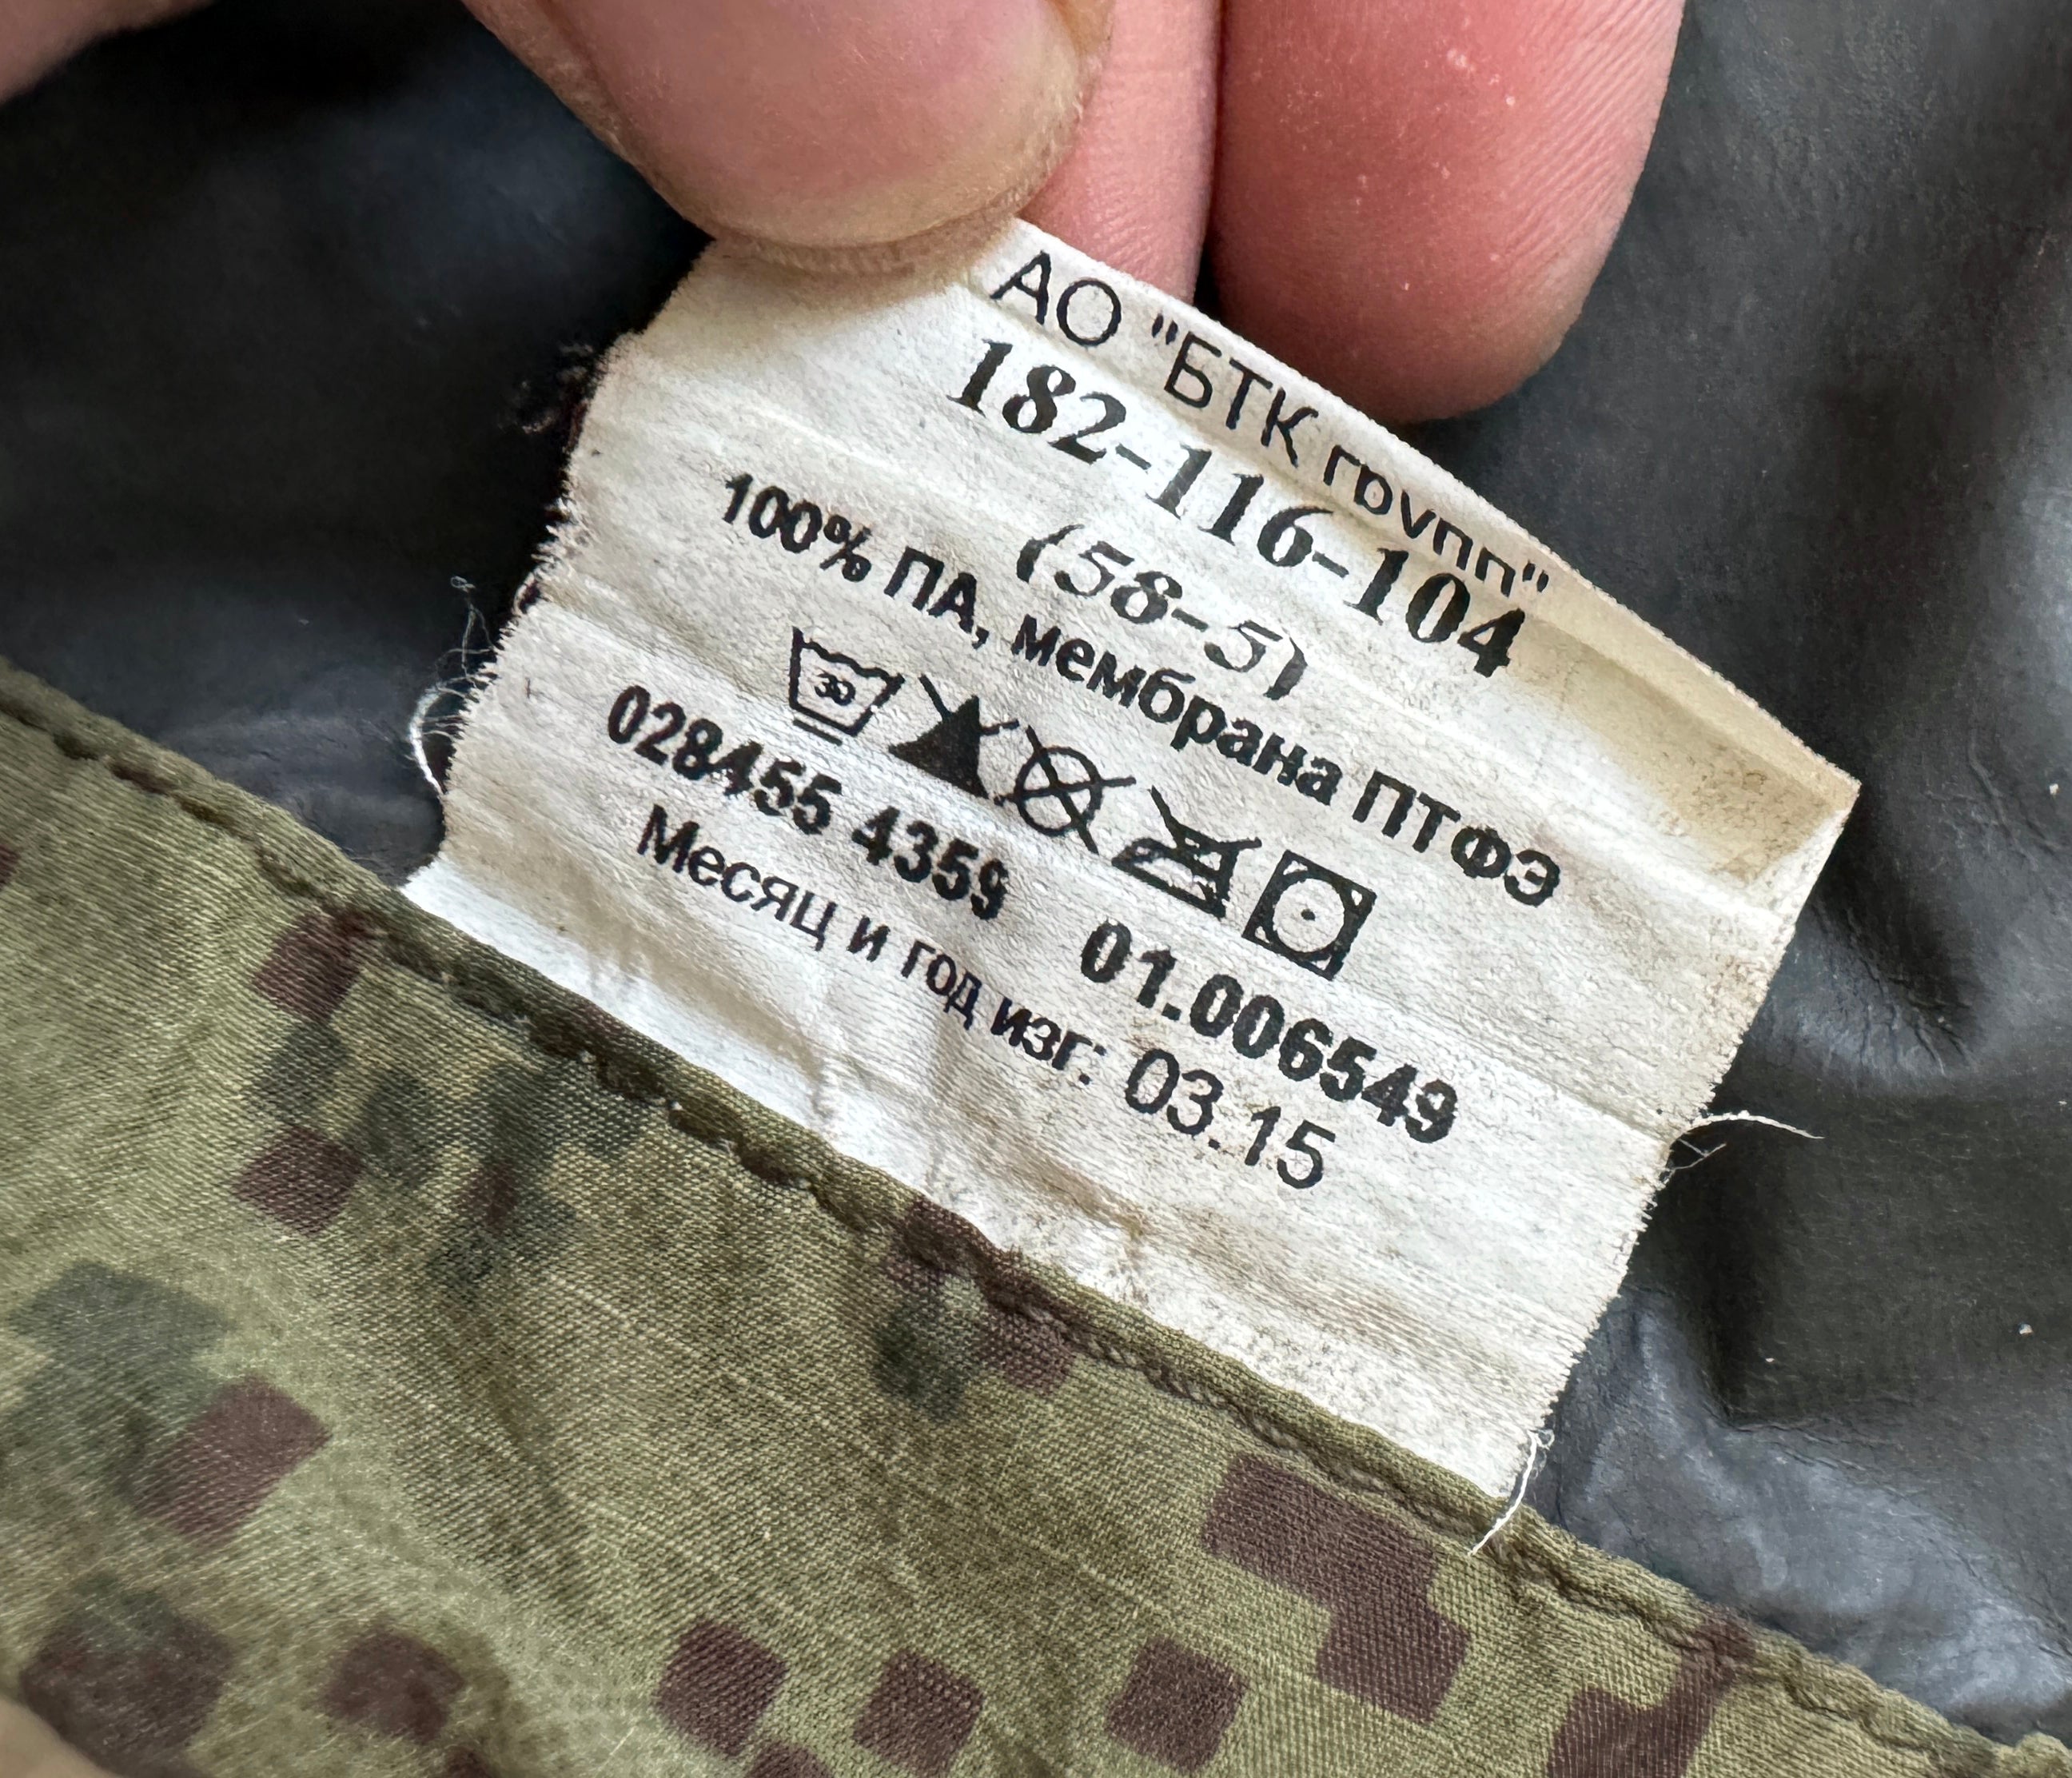 АО "БТК групп"
182-116-104
(58-5)
100% ПА, мембрана ПТФЭ
30
028455 4359 01.006549
Месяц и год изг: 03.15